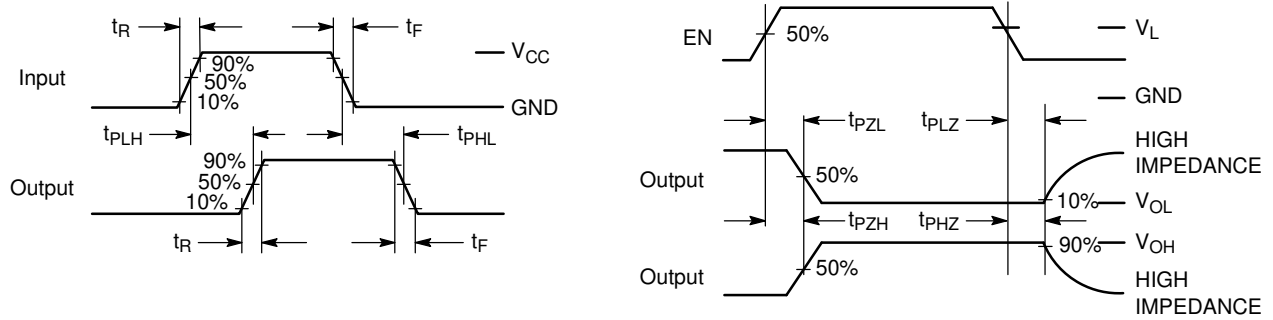 tR
tF
VCC
Input
90%
50%
10%
GND
tPLH
tPHL
Output
90%
50%
10%
tR
tF
EN
50%
VL
GND
tPZL
tPLZ
HIGH
IMPEDANCE
Output
50%
10%
VOL
tPZH
tPHZ
VOH
90%
Output
50%
HIGH
IMPEDANCE